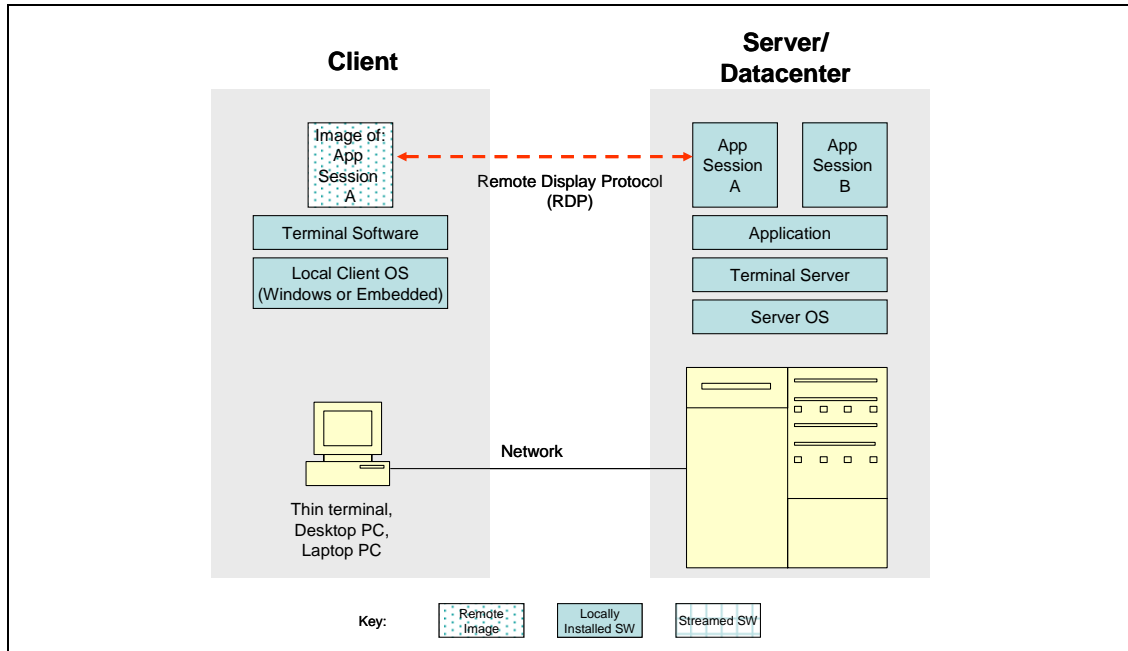 Client
Server/
Datacenter
Image of:
App
Session
A
App
Session
A
App
Session
B
Remote Display Protocol
(RDP)
Terminal Software
Application
Local Client OS
(Windows or Embedded)
Terminal Server
Server OS
Network
Thin terminal,
Desktop PC,
Laptop PC
Key:
Remote
Image
Locally
Installed SW
Streamed SW